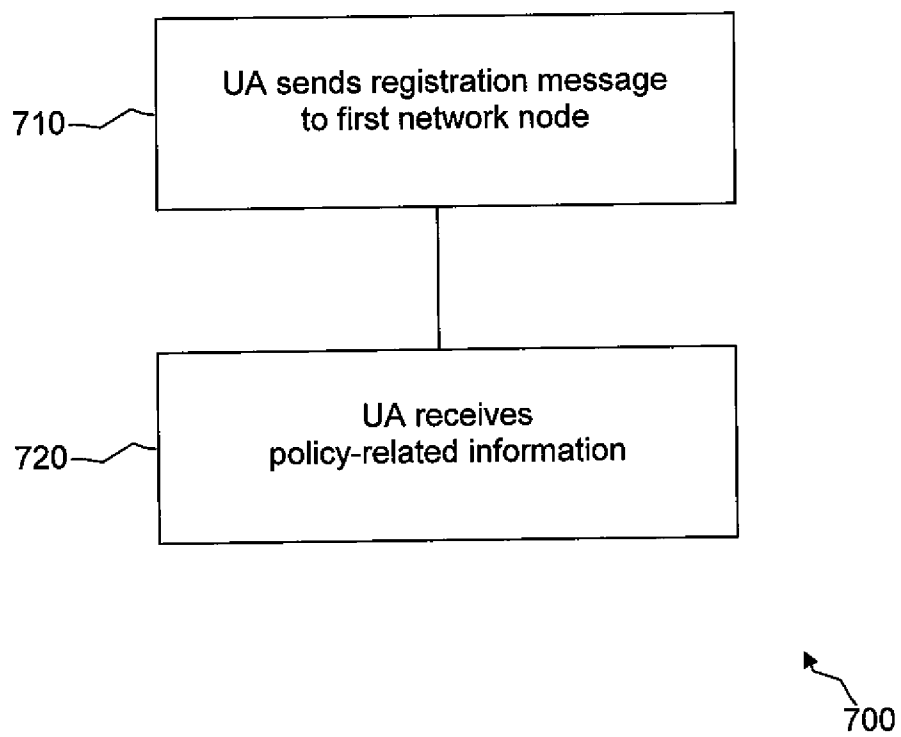 UA sends registration message
to first network node
710
UA receives
policy-related information
720
700